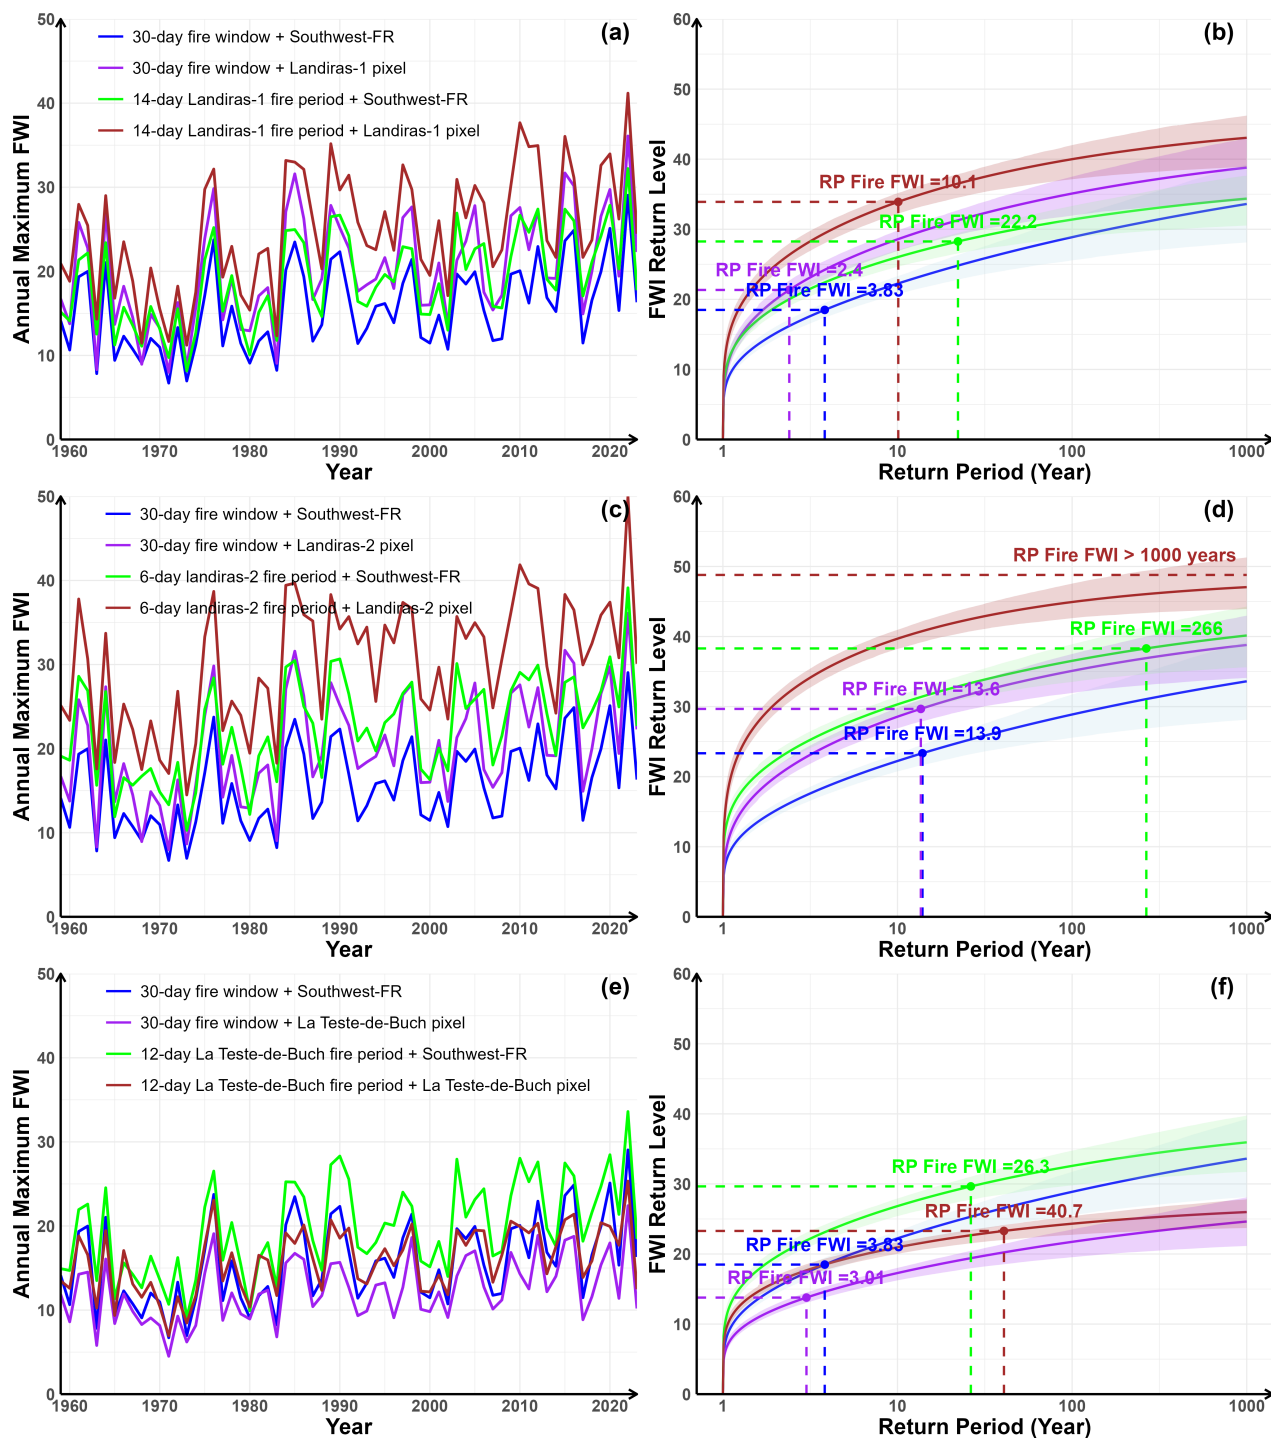 (a)
30-day fire window + Southwest-FR
30-day fire window + Landiras-1 pixel
14-day Landiras-1 fire period + Southwest-FR
14-day Landiras-1 fire period + Landiras-1 pixel
Annual Maximum FWI
50
40
30
20
10
0
1960 1970 1980 1990 2000 2010 2020
Year
(b)
FWI Return Level
60
50
40
30
20
10
0
RP Fire FWI =10.1
RP Fire FWI =22.2
RP Fire FWI =2.4
RP Fire FWI =3.83
1 10 100 1000
Return Period (Year)
(c)
30-day fire window + Southwest-FR
30-day fire window + Landiras-2 pixel
6-day landiras-2 fire period + Southwest-FR
6-day landiras-2 fire period + Landiras-2 pixel
Annual Maximum FWI
50
40
30
20
10
0
1960 1970 1980 1990 2000 2010 2020
Year
(d)
FWI Return Level
60
50
40
30
20
10
0
RP Fire FWI > 1000 years
RP Fire FWI =266
RP Fire FWI =13.6
RP Fire FWI =13.9
1 10 100 1000
Return Period (Year)
(e)
30-day fire window + Southwest-FR
30-day fire window + La Teste-de-Buch pixel
12-day La Teste-de-Buch fire period + Southwest-FR
12-day La Teste-de-Buch fire period + La Teste-de-Buch pixel
Annual Maximum FWI
50
40
30
20
10
0
1960 1970 1980 1990 2000 2010 2020
Year
(f)
FWI Return Level
60
50
40
30
20
10
0
RP Fire FWI =26.3
RP Fire FWI =40.7
RP Fire FWI =3.83
RP Fire FWI =3.01
1 10 100 1000
Return Period (Year)